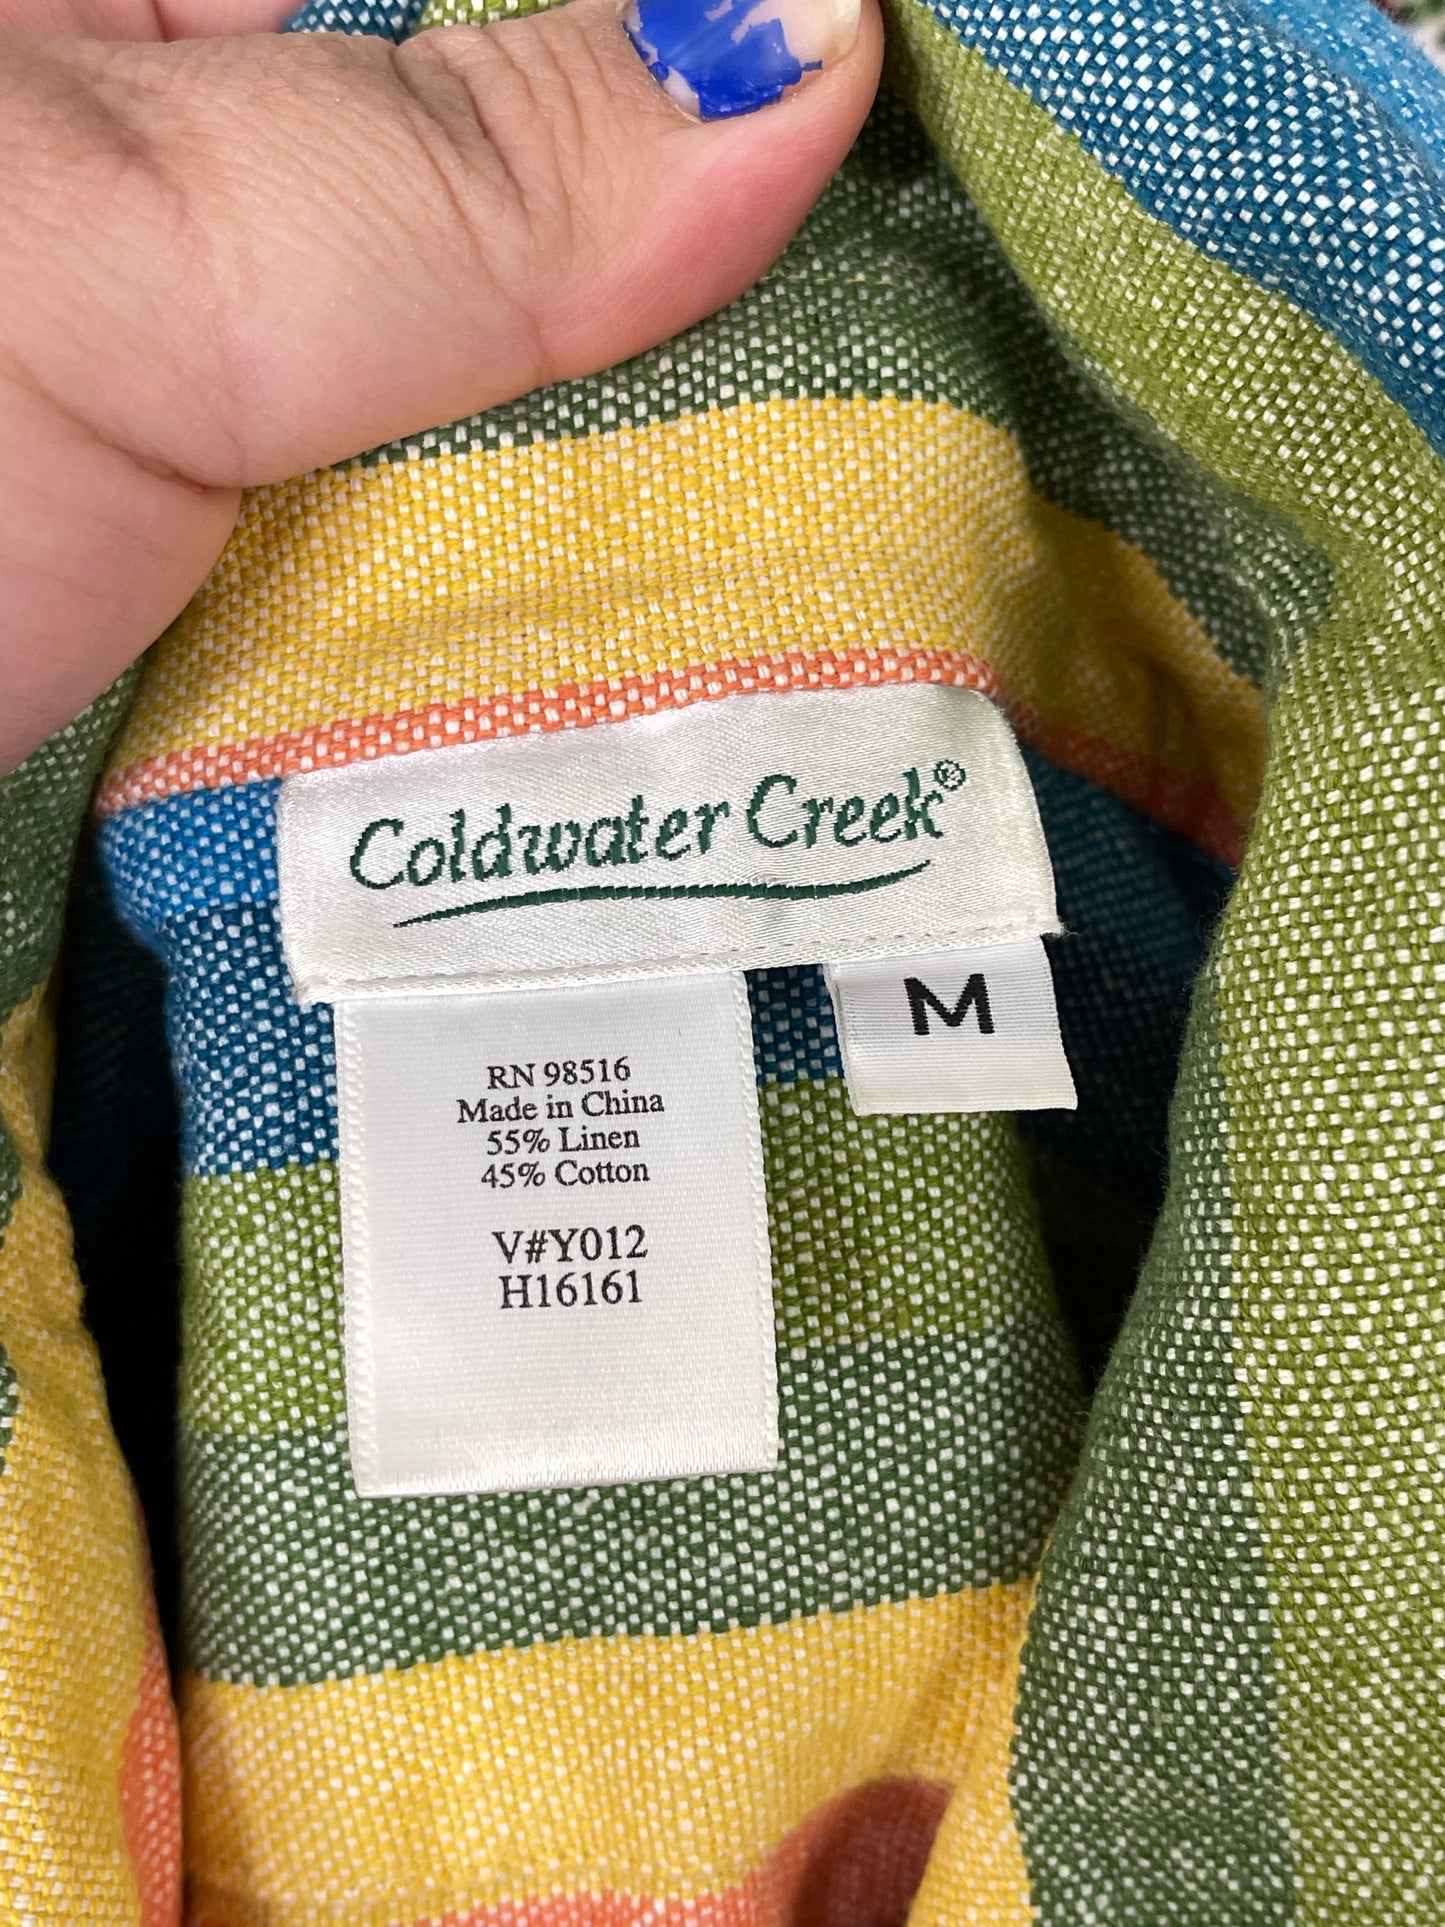 Coldwater Creek®
M
RN 98516
Made in China
55% Linen
45% Cotton
V#Y012
H16161